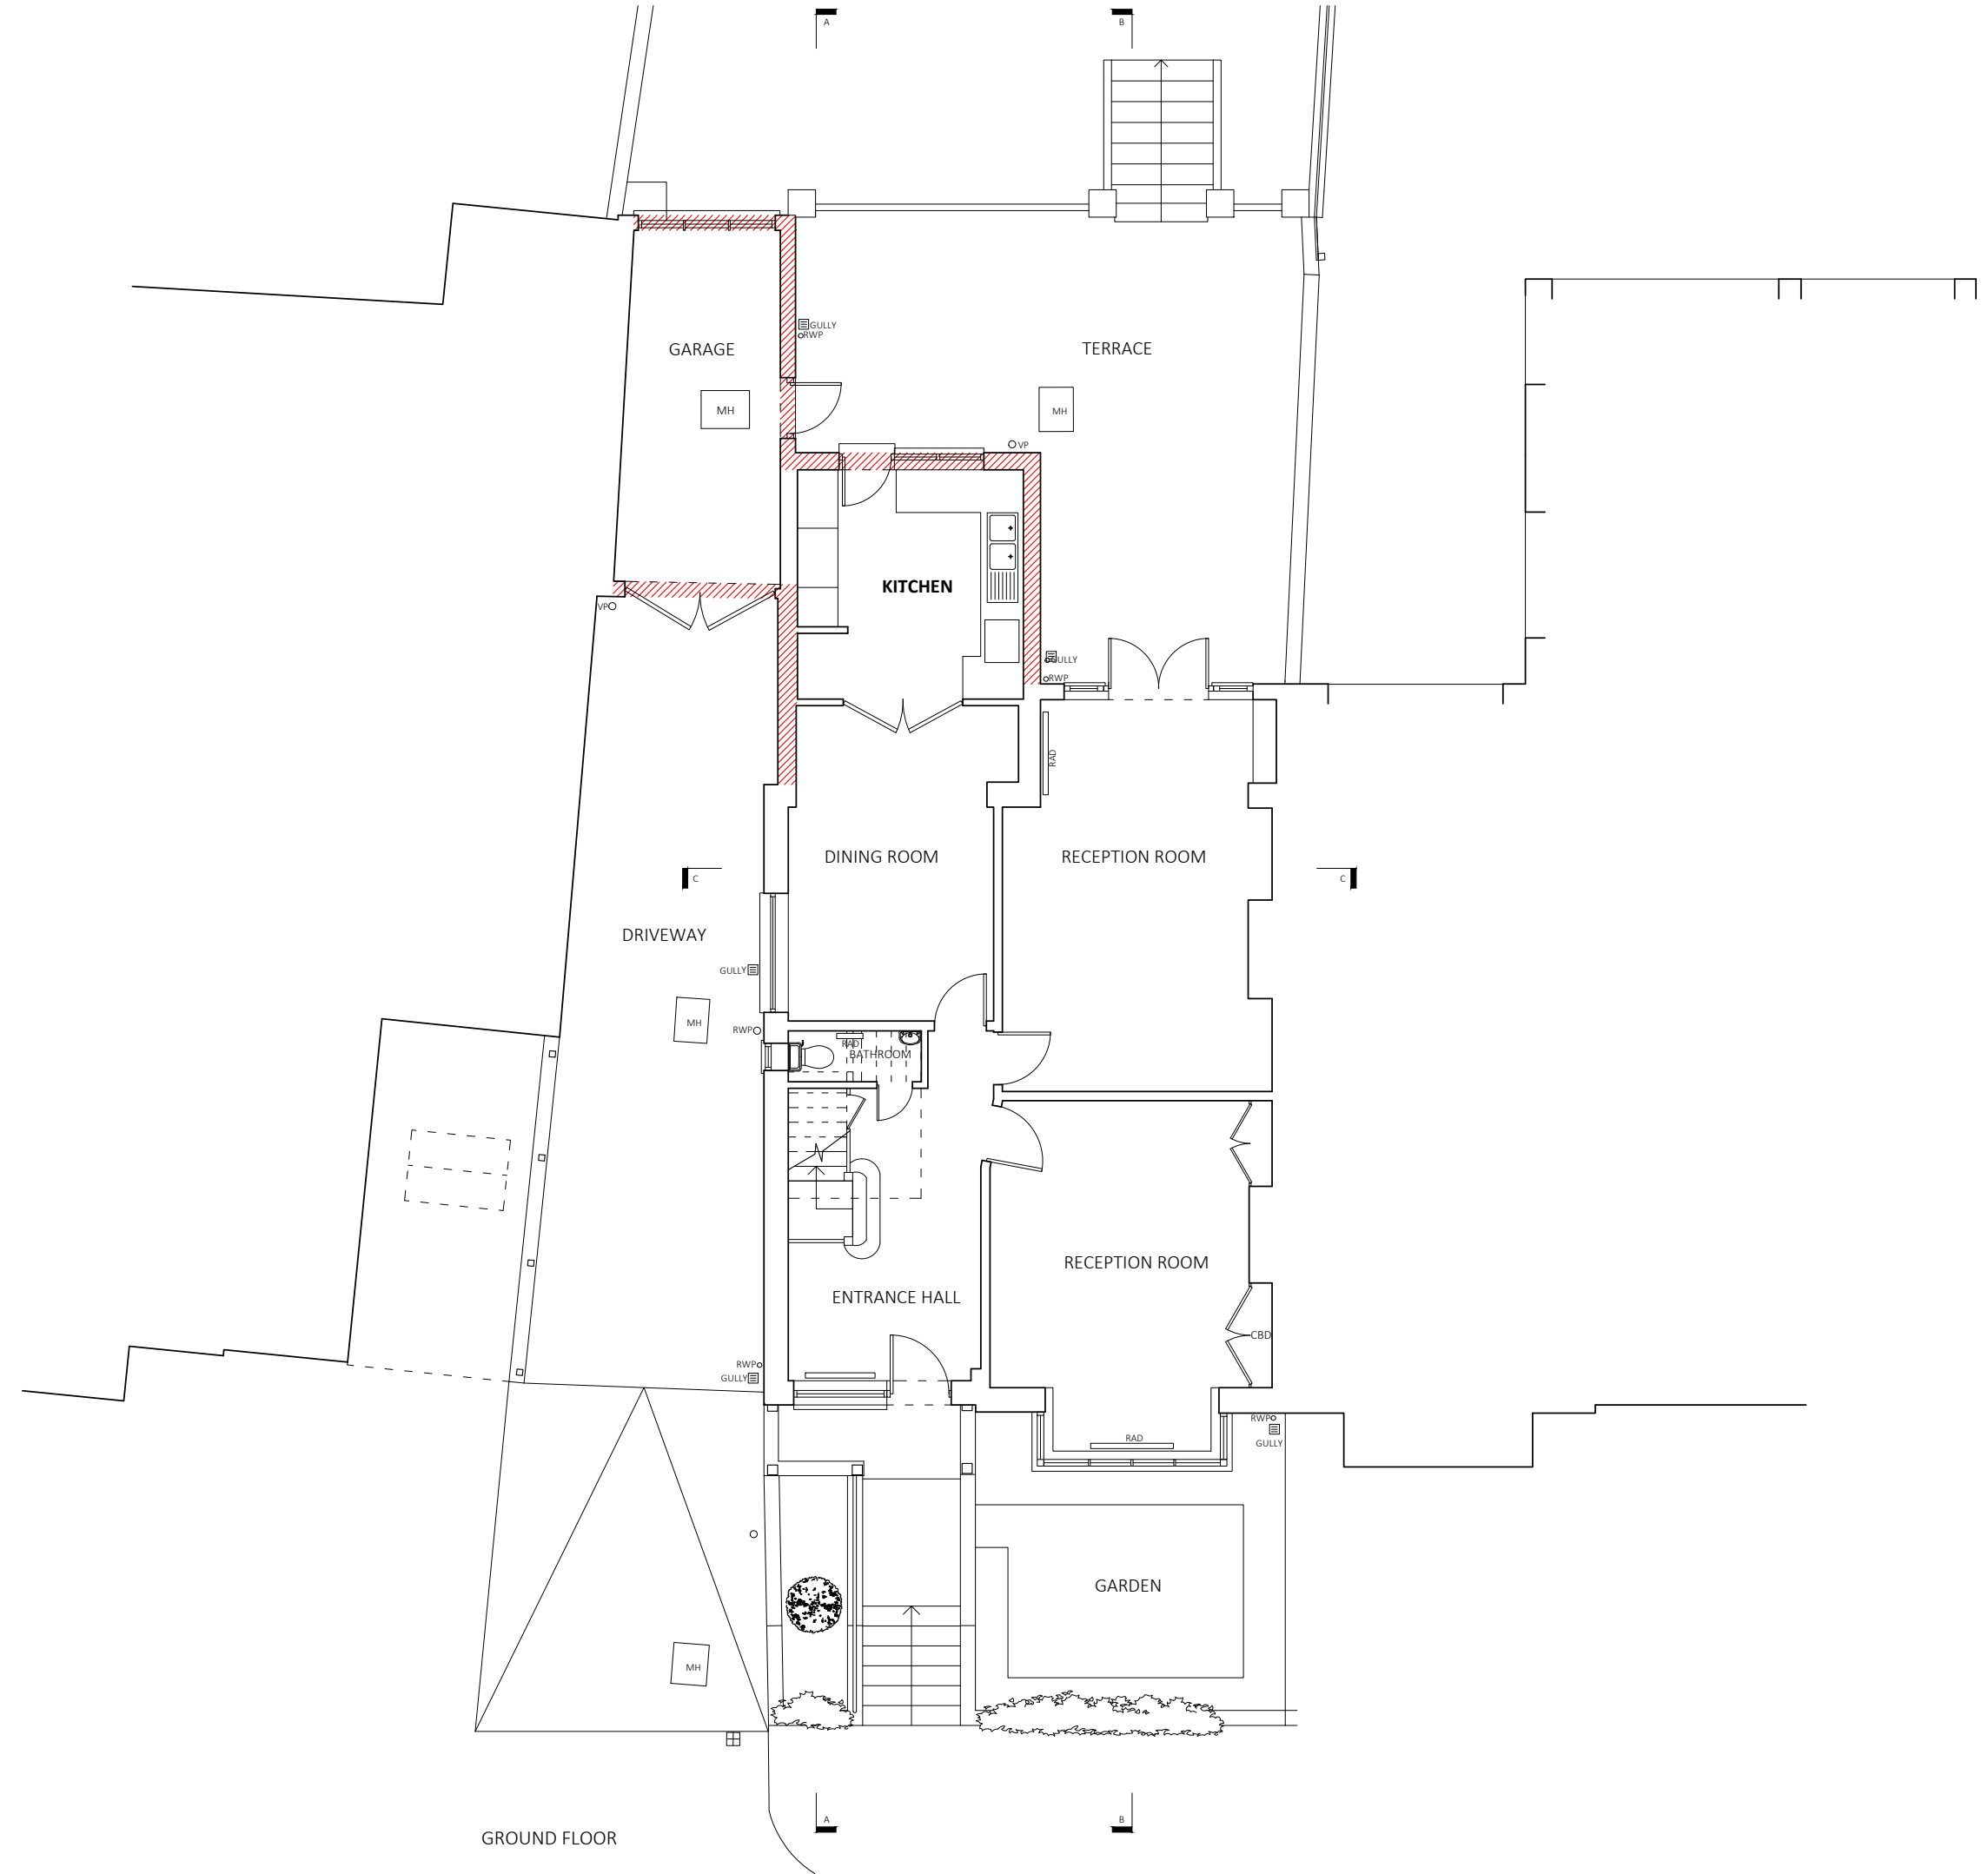 A
B
GULLY
RWP
GARAGE
TERRACE
MH
MH
VP
KITCHEN
VP
GULLY
RWP
RAD
DINING ROOM
RECEPTION ROOM
C
C
DRIVEWAY
GULLY
MH
RWP
RAD
BATHROOM
RECEPTION ROOM
ENTRANCE HALL
CBD
RWP
GULLY
RWP
RAD
GULLY
GARDEN
MH
A
B
GROUND FLOOR